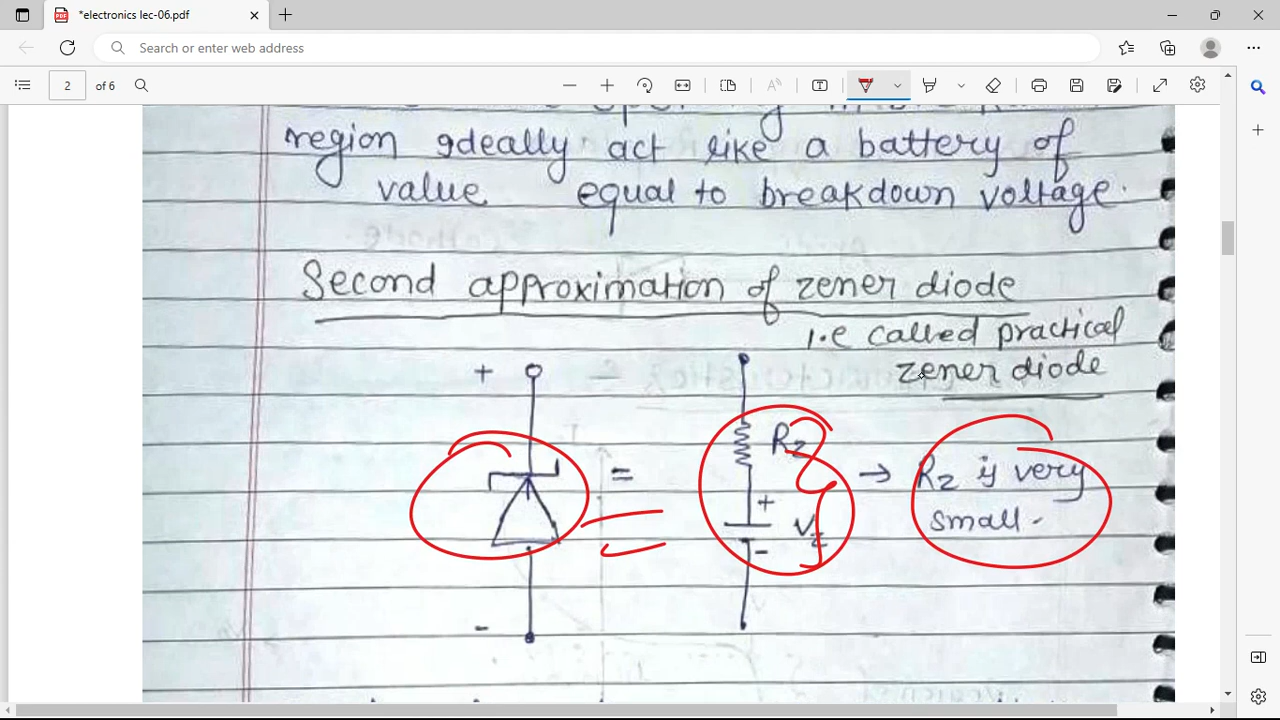 *electronics lec-06.pdf
Search or enter web address
2 of 6
region ideally act like a battery of
value equal to breakdown voltage.
Second approximation of zener diode
i.e called practical
zener diode
+
=
Rz
+
Vz
-
→ Rz is very
small.
-